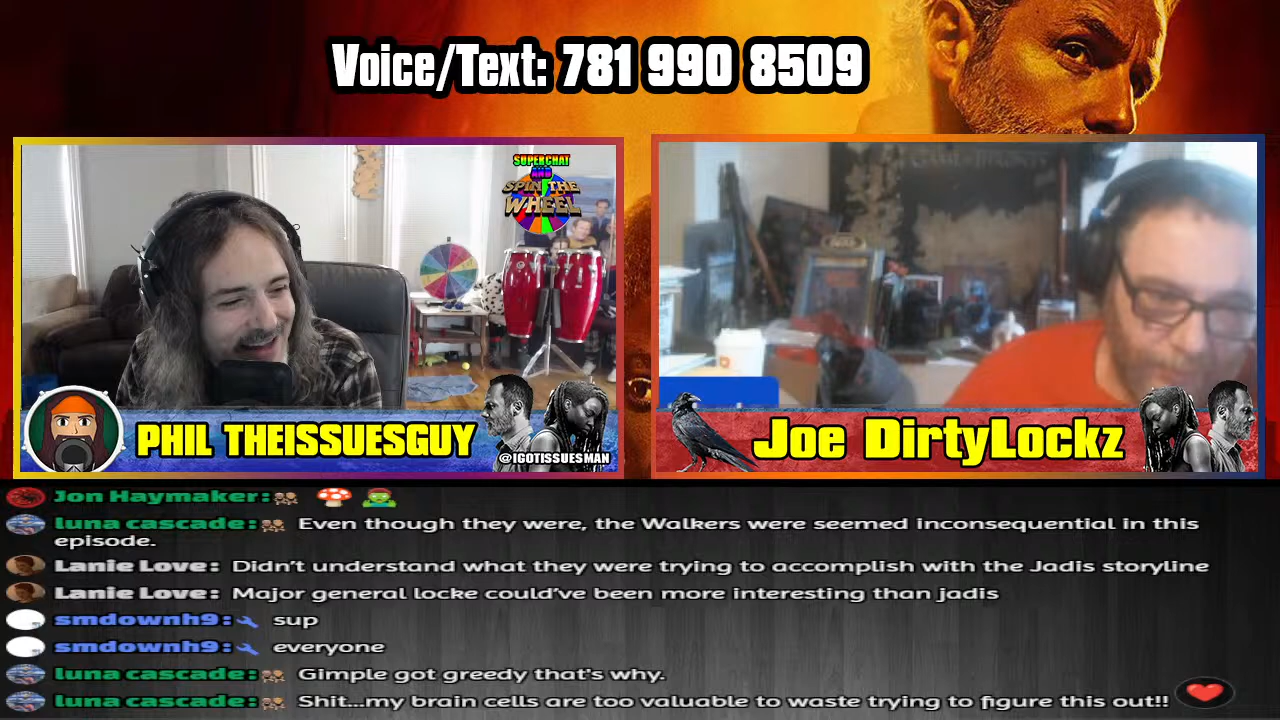 Voice/Text: 781 990 8509
SUPERCHAT
AND
SPIN THE
WHEEL
PHIL THEISSUESGUY
@IGOTISSUESMAN
Joe DirtyLockz
Jon Haymaker:
luna cascade: Even though they were, the Walkers were seemed inconsequential in this
episode.
Lanie Love: Didn't understand what they were trying to accomplish with the Jadis storyline
Lanie Love: Major general locke could've been more interesting than jadis
smdownh9: sup
smdownh9: everyone
luna cascade: Gimple got greedy that's why.
luna cascade: Shit...my brain cells are too valuable to waste trying to figure this out!!